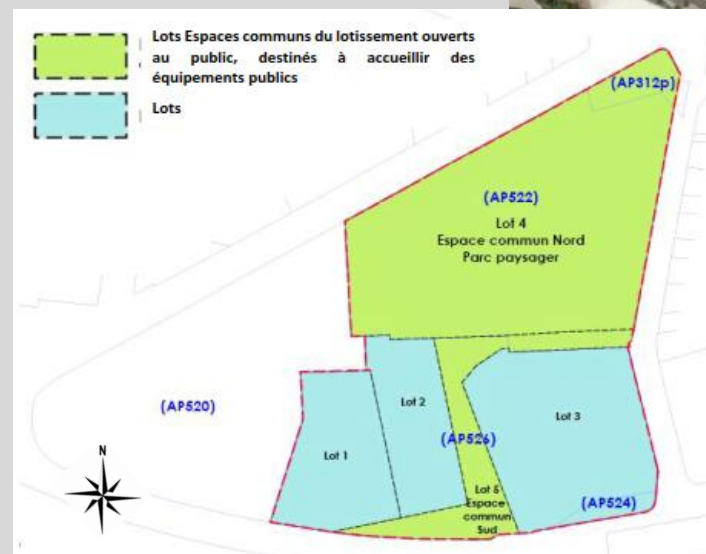 Lots Espaces communs du lotissement ouverts
au public, destinés à accueillir des
équipements publics
Lots
(AP312p)
(AP522)
Lot 4
Espace commun Nord
Parc paysager
(AP520)
Lot 2
Lot 3
(AP526)
Lot 1
N
Lot 5
Espace
commun
Sud
(AP524)